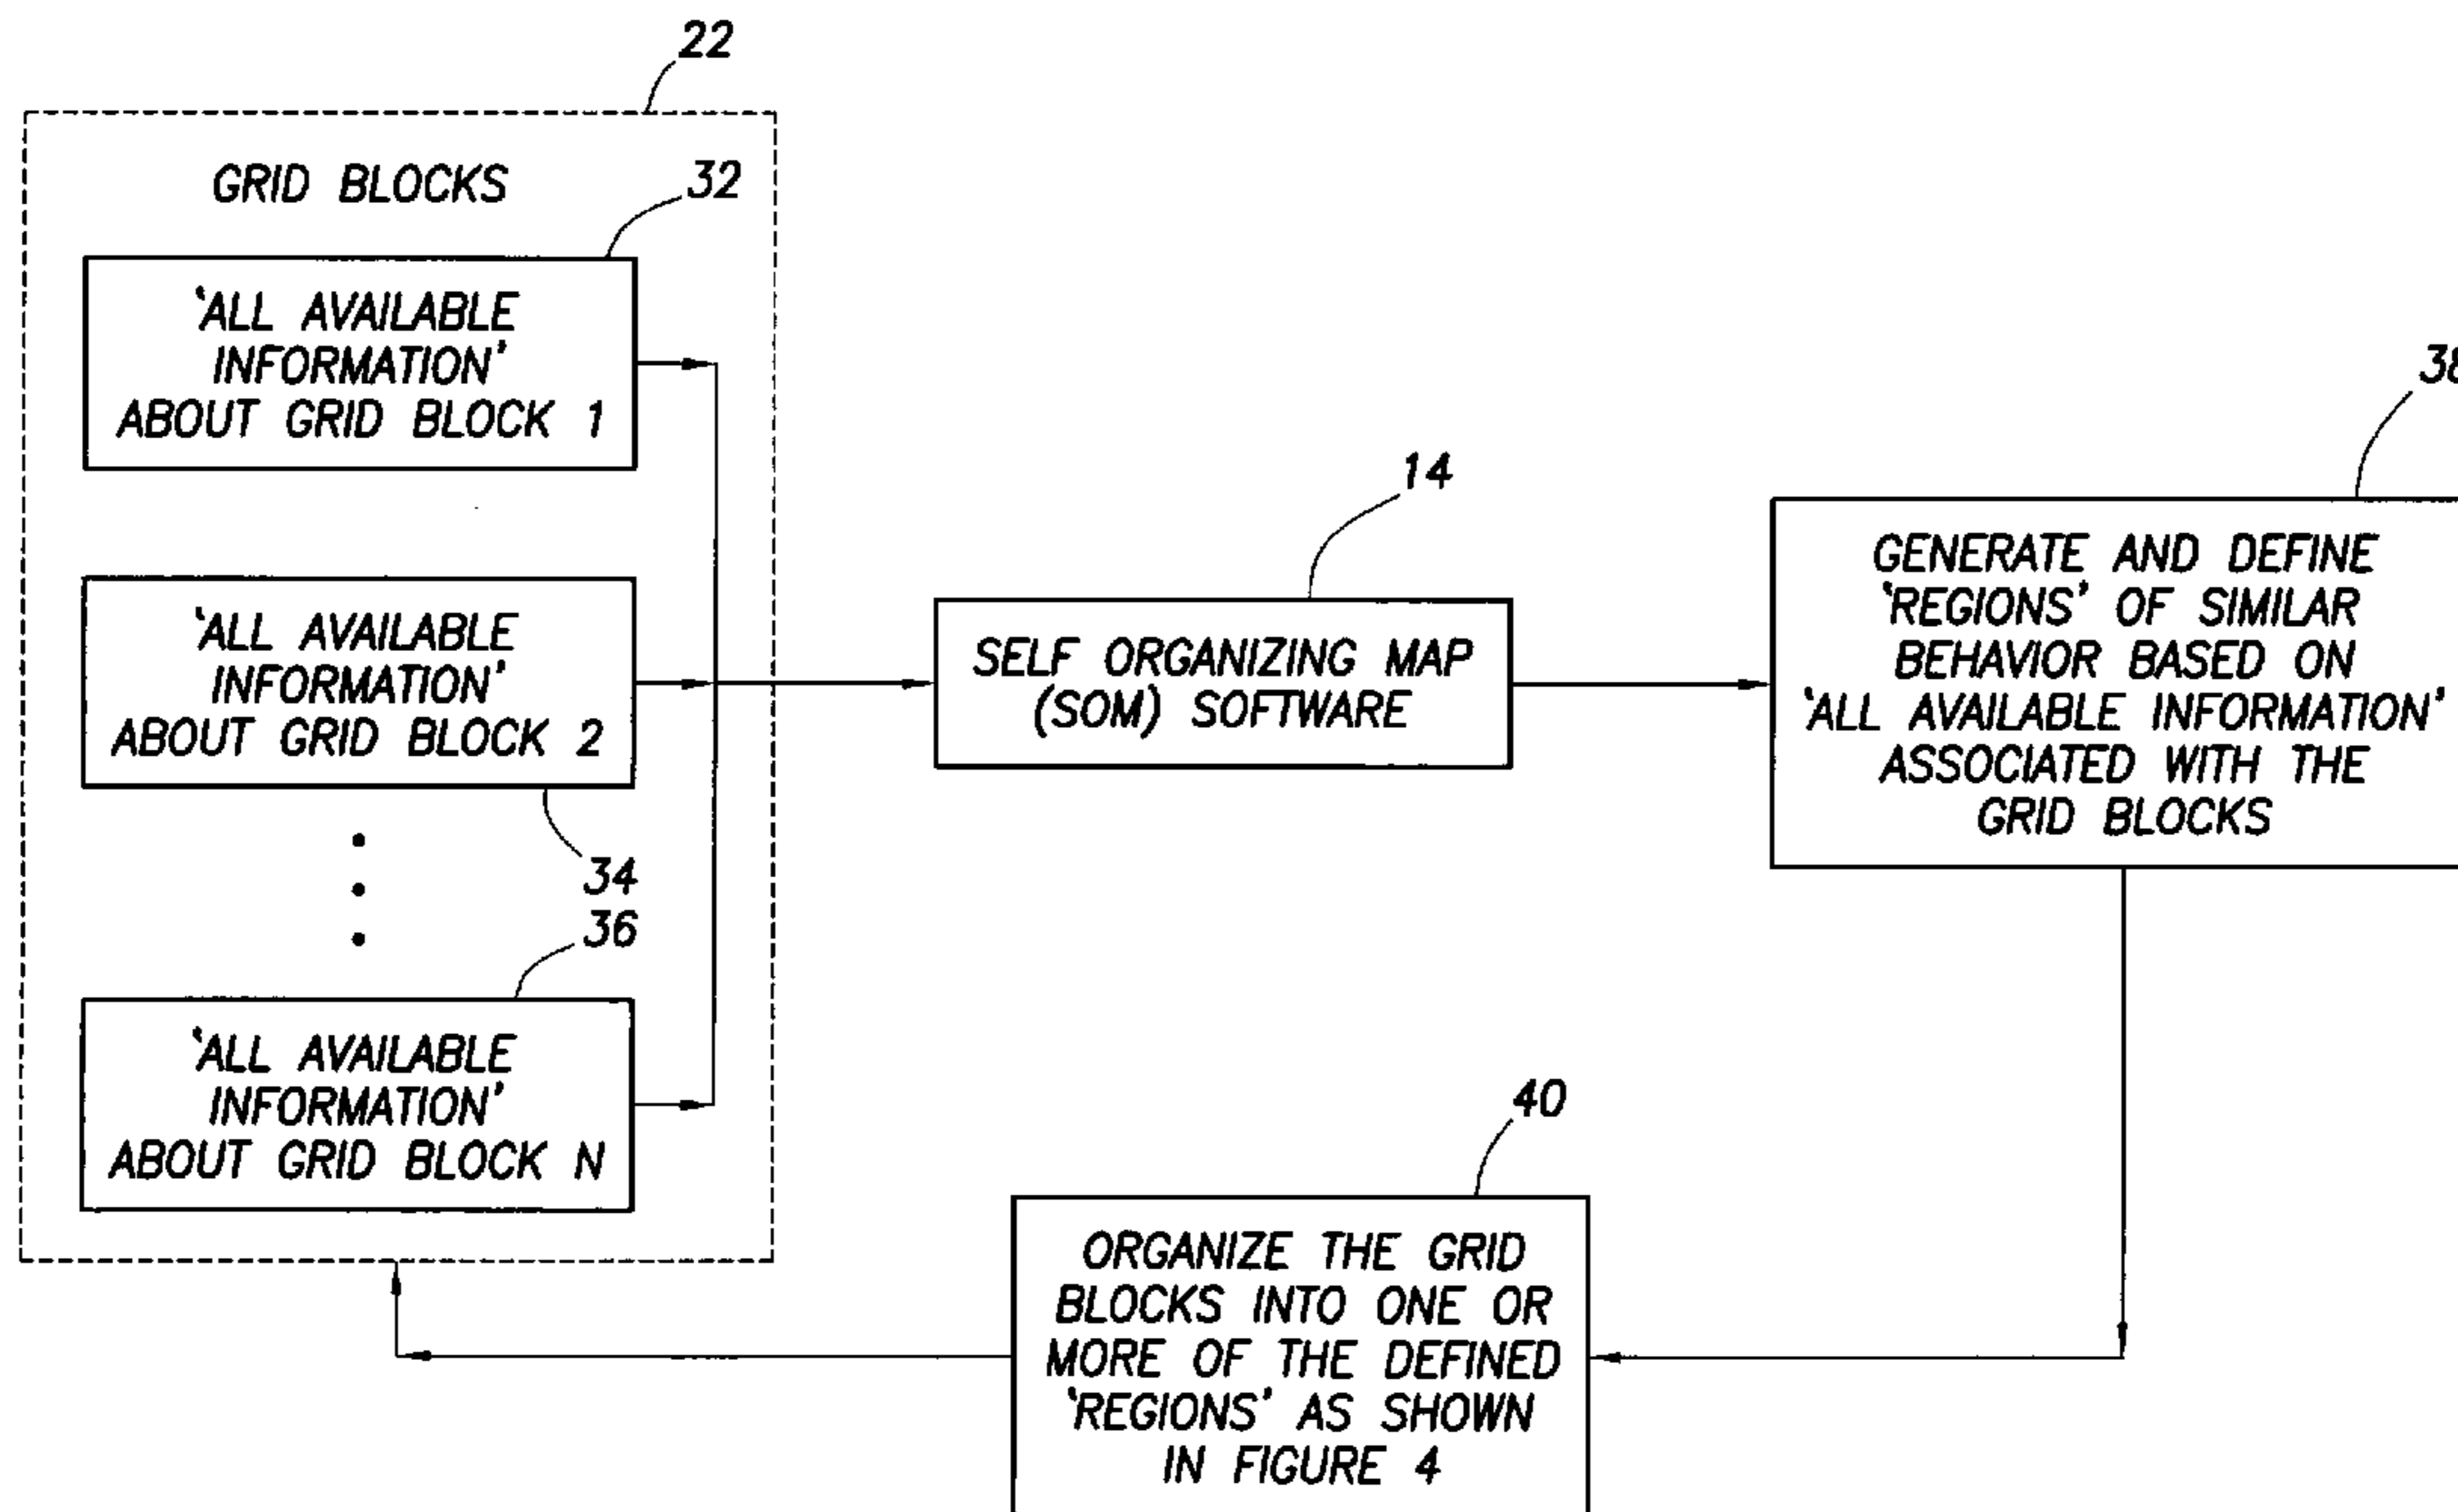 22
GRID BLOCKS
32
'ALL AVAILABLE
INFORMATION'
ABOUT GRID BLOCK 1
'ALL AVAILABLE
INFORMATION'
ABOUT GRID BLOCK 2
34
36
'ALL AVAILABLE
INFORMATION'
ABOUT GRID BLOCK N
14
SELF ORGANIZING MAP
(SOM) SOFTWARE
38
GENERATE AND DEFINE
'REGIONS' OF SIMILAR
BEHAVIOR BASED ON
'ALL AVAILABLE INFORMATION'
ASSOCIATED WITH THE
GRID BLOCKS
40
ORGANIZE THE GRID
BLOCKS INTO ONE OR
MORE OF THE DEFINED
'REGIONS' AS SHOWN
IN FIGURE 4